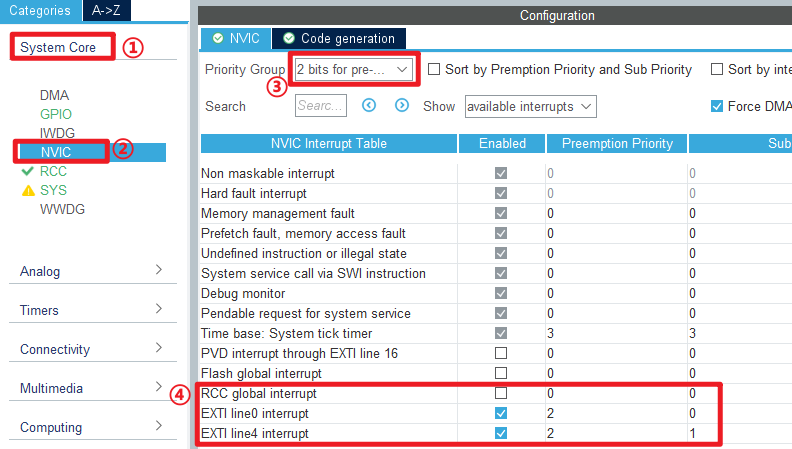 Categories A->Z
System Core ①
DMA
GPIO
IWDG
NVIC ②
RCC
SYS
WWDG
Analog
Timers
Connectivity
Multimedia
Computing
Configuration
NVIC Code generation
Priority Group 2 bits for pre-... Sort by Premption Priority and Sub Priority Sort by inte
③
Search Searc... Show available interrupts Force DMA
NVIC Interrupt Table Enabled Preemption Priority Sub
Non maskable interrupt 0 0
Hard fault interrupt 0 0
Memory management fault 0 0
Prefetch fault, memory access fault 0 0
Undefined instruction or illegal state 0 0
System service call via SWI instruction 0 0
Debug monitor 0 0
Pendable request for system service 0 0
Time base: System tick timer 3 3
PVD interrupt through EXTI line 16 0 0
Flash global interrupt 0 0
④ RCC global interrupt 0 0
EXTI line0 interrupt 2 0
EXTI line4 interrupt 2 1